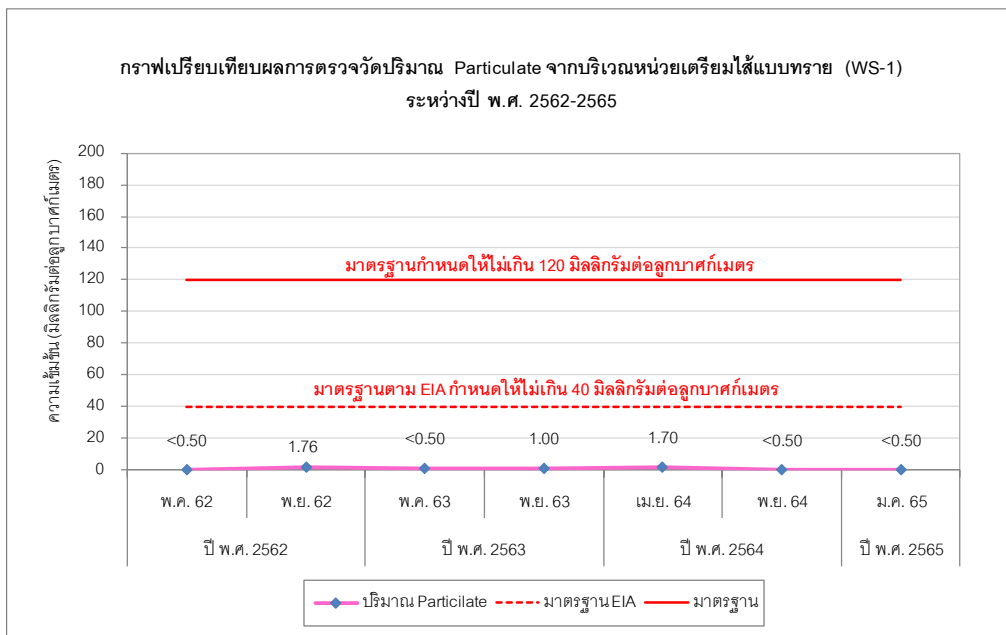 กราฟเปรียบเทียบผลการตรวจวัดปริมาณ Particulate จากบริเวณหน่วยเตรียมไส้แบบทราย (WS-1)
ระหว่างปี พ.ศ. 2562-2565
ความเข้มข้น (มิลลิกรัมต่อลูกบาศก์เมตร)
200
180
160
140
มาตรฐานกำหนดให้ไม่เกิน 120 มิลลิกรัมต่อลูกบาศก์เมตร
120
100
80
60
มาตรฐานตาม EIA กำหนดให้ไม่เกิน 40 มิลลิกรัมต่อลูกบาศก์เมตร
40
20
<0.50 1.76 <0.50 1.00 1.70 <0.50 <0.50
0
พ.ค. 62 พ.ย. 62 พ.ค. 63 พ.ย. 63 เม.ย. 64 พ.ย. 64 ม.ค. 65
ปี พ.ศ. 2562 ปี พ.ศ. 2563 ปี พ.ศ. 2564 ปี พ.ศ. 2565
ปริมาณ Particilate มาตรฐาน EIA มาตรฐาน